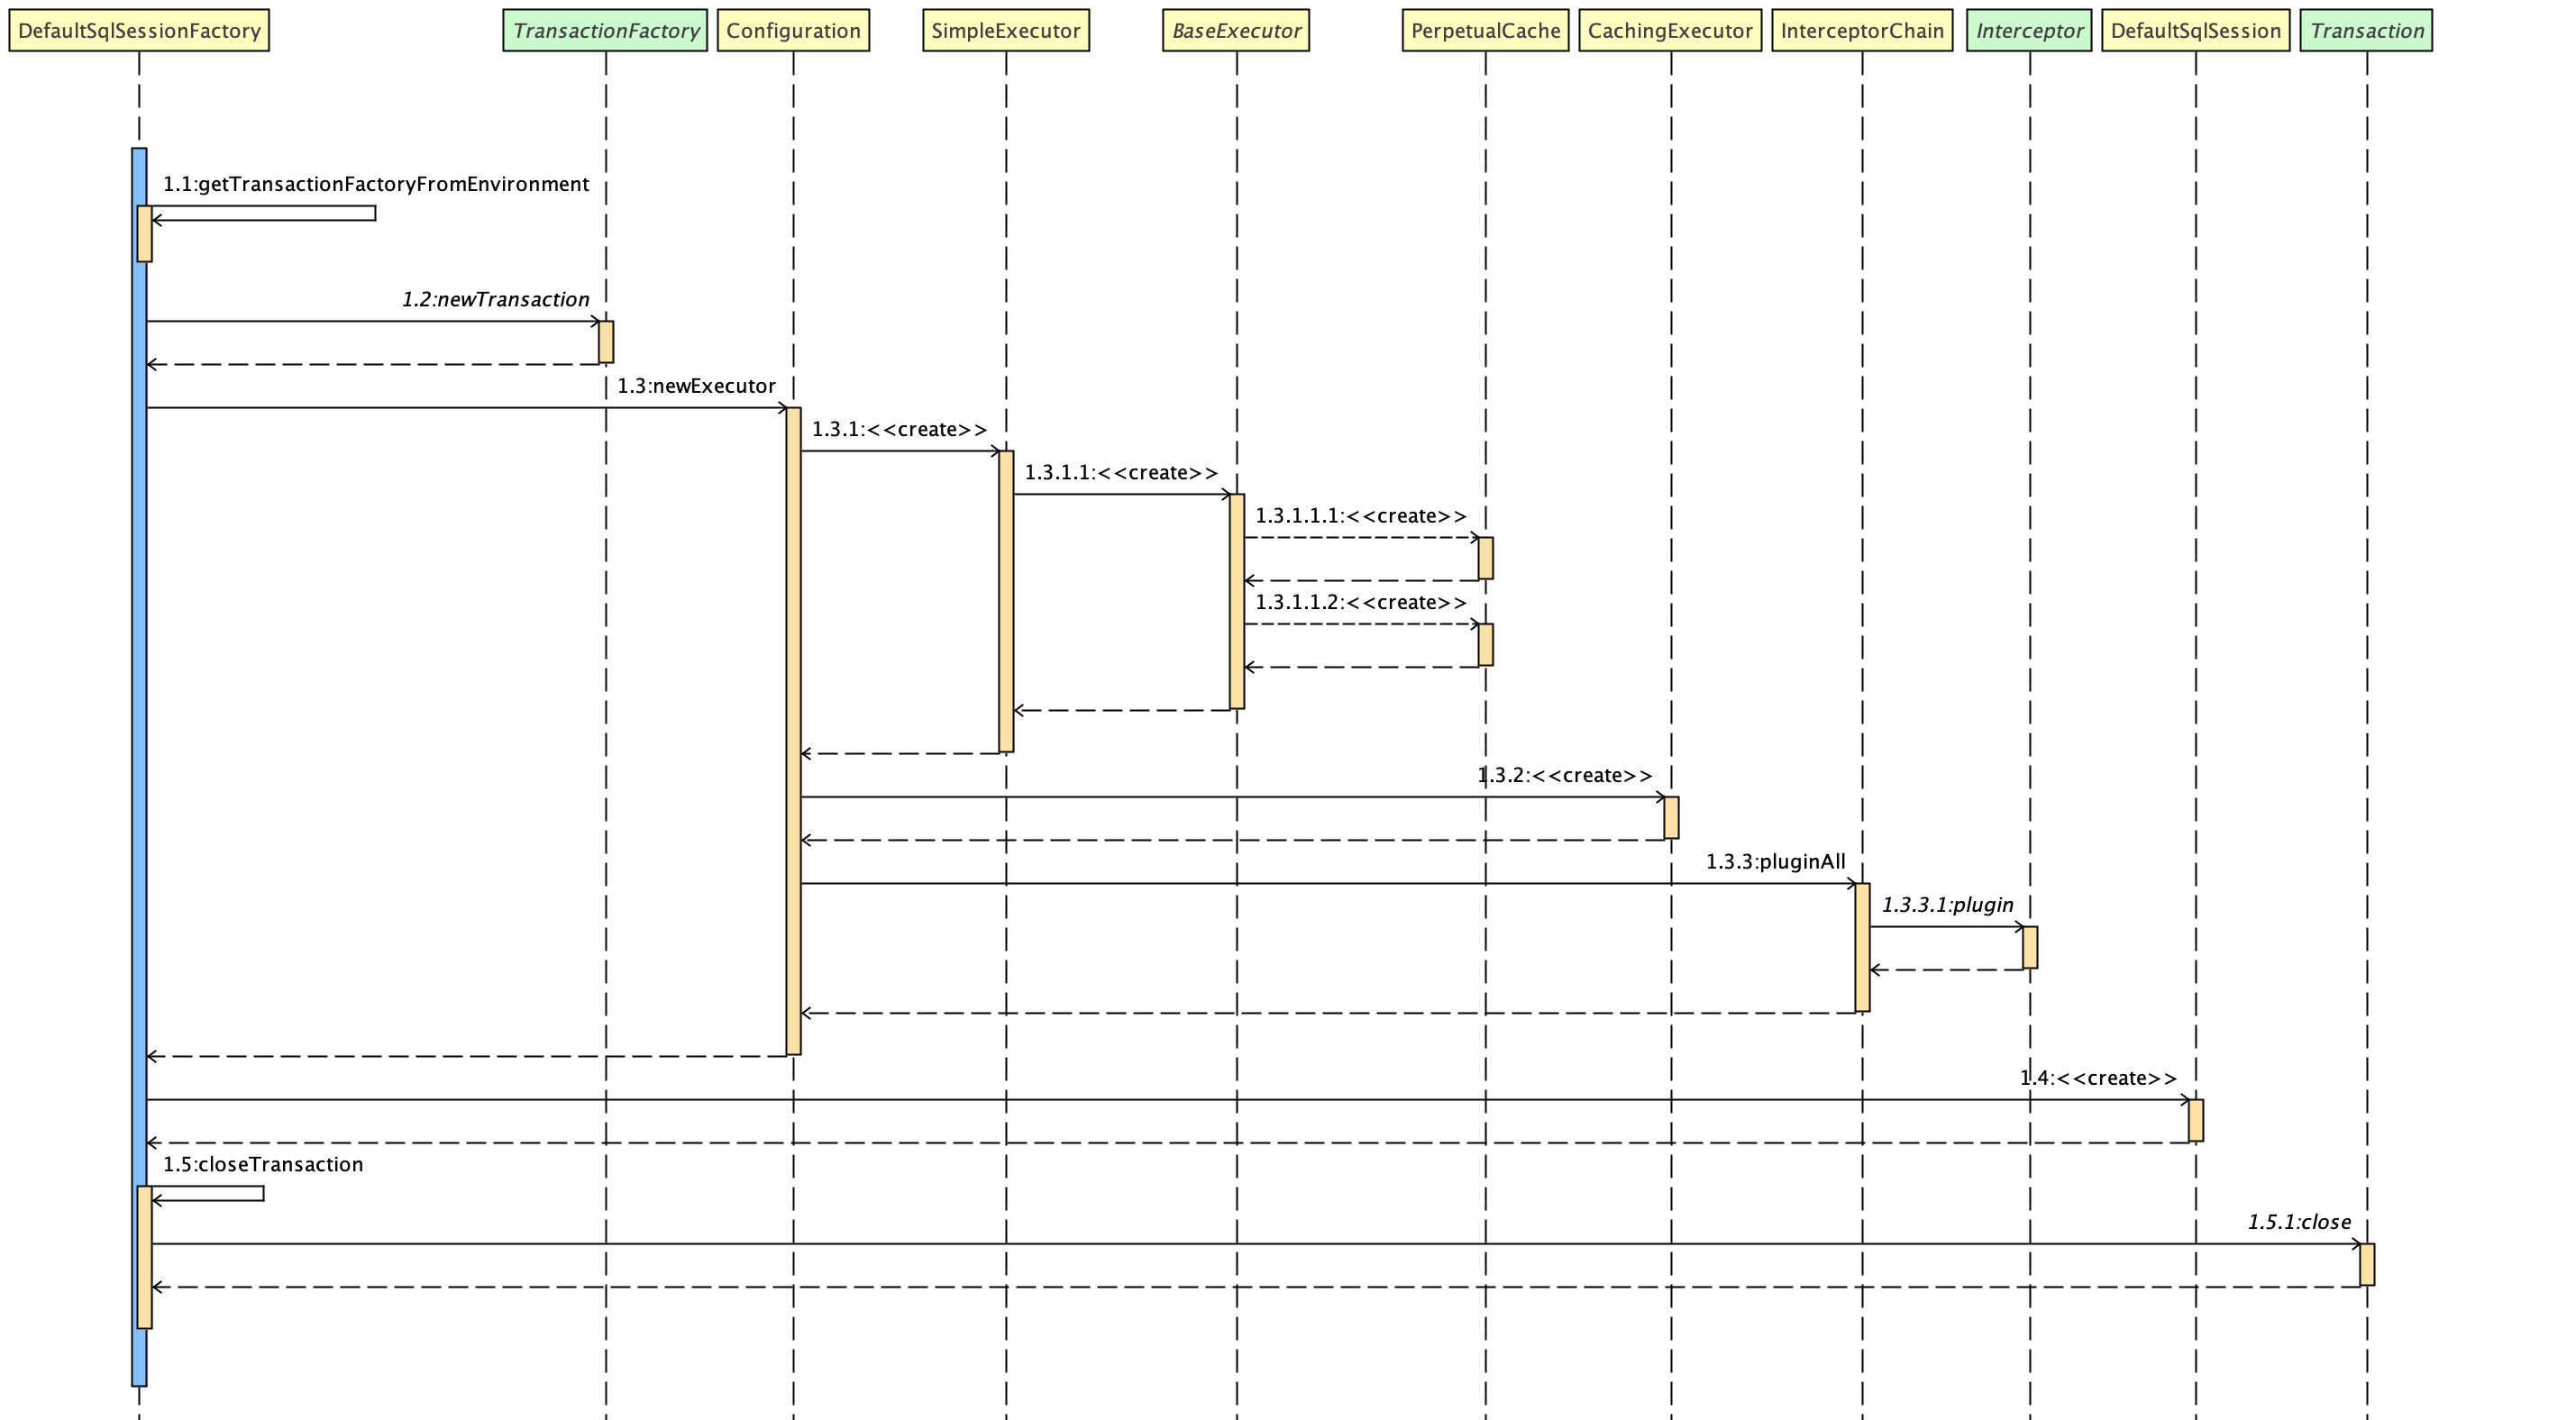 DefaultSqlSessionFactory
TransactionFactory
Configuration
SimpleExecutor
BaseExecutor
PerpetualCache
CachingExecutor
InterceptorChain
Interceptor
DefaultSqlSession
Transaction
1.1:getTransactionFactoryFromEnvironment
1.2:newTransaction
1.3:newExecutor
1.3.1:<<create>>
1.3.1.1:<<create>>
1.3.1.1.1:<<create>>
1.3.1.1.2:<<create>>
1.3.2:<<create>>
1.3.3:pluginAll
1.3.3.1:plugin
1.4:<<create>>
1.5:closeTransaction
1.5.1:close